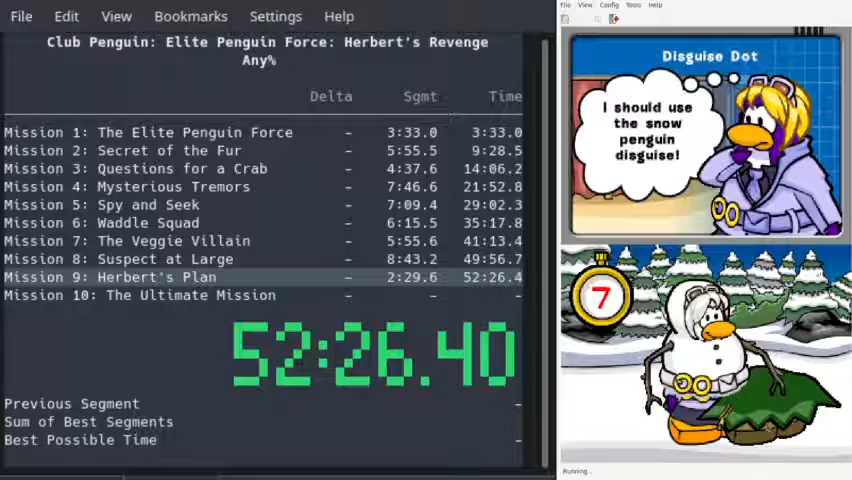 File Edit View Bookmarks Settings Help
Club Penguin: Elite Penguin Force: Herbert's Revenge
Any%
Delta Sgmt Time
Mission 1: The Elite Penguin Force – 3:33.0 3:33.0
Mission 2: Secret of the Fur – 5:55.5 9:28.5
Mission 3: Questions for a Crab – 4:37.6 14:06.2
Mission 4: Mysterious Tremors – 7:46.6 21:52.8
Mission 5: Spy and Seek – 7:09.4 29:02.3
Mission 6: Waddle Squad – 6:15.5 35:17.8
Mission 7: The Veggie Villain – 5:55.6 41:13.4
Mission 8: Suspect at Large – 8:43.2 49:56.7
Mission 9: Herbert's Plan – 2:29.6 52:26.4
Mission 10: The Ultimate Mission – – –
52:26.40
Previous Segment –
Sum of Best Segments
Best Possible Time –
File View Config Tools Help
Disguise Dot
I should use
the snow
penguin
disguise!
7
Running...